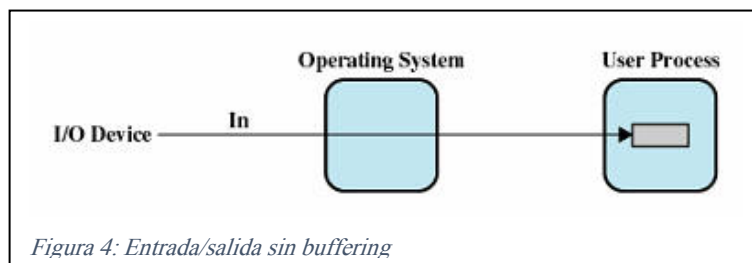 Operating System
User Process
I/O Device
In
Figura 4: Entrada/salida sin buffering